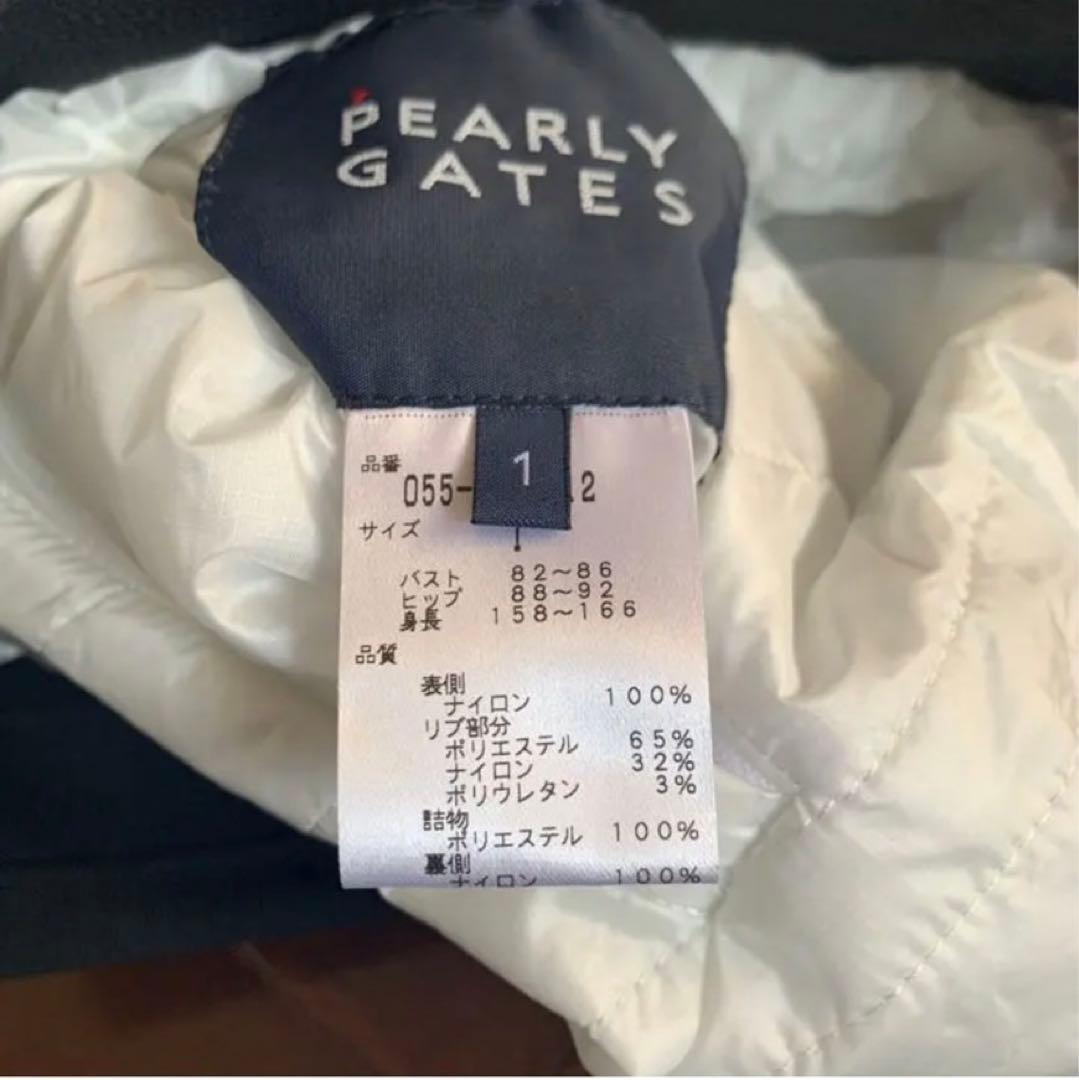 PEARLY
GATES
1
品番
055- 12
サイズ
バスト 82～86
ヒップ 88～92
身長 158～166
品質
表側
ナイロン 100%
リブ部分
ポリエステル 65%
ナイロン 32%
ポリウレタン 3%
詰物
ポリエステル 100%
裏側
ナイロン 100%